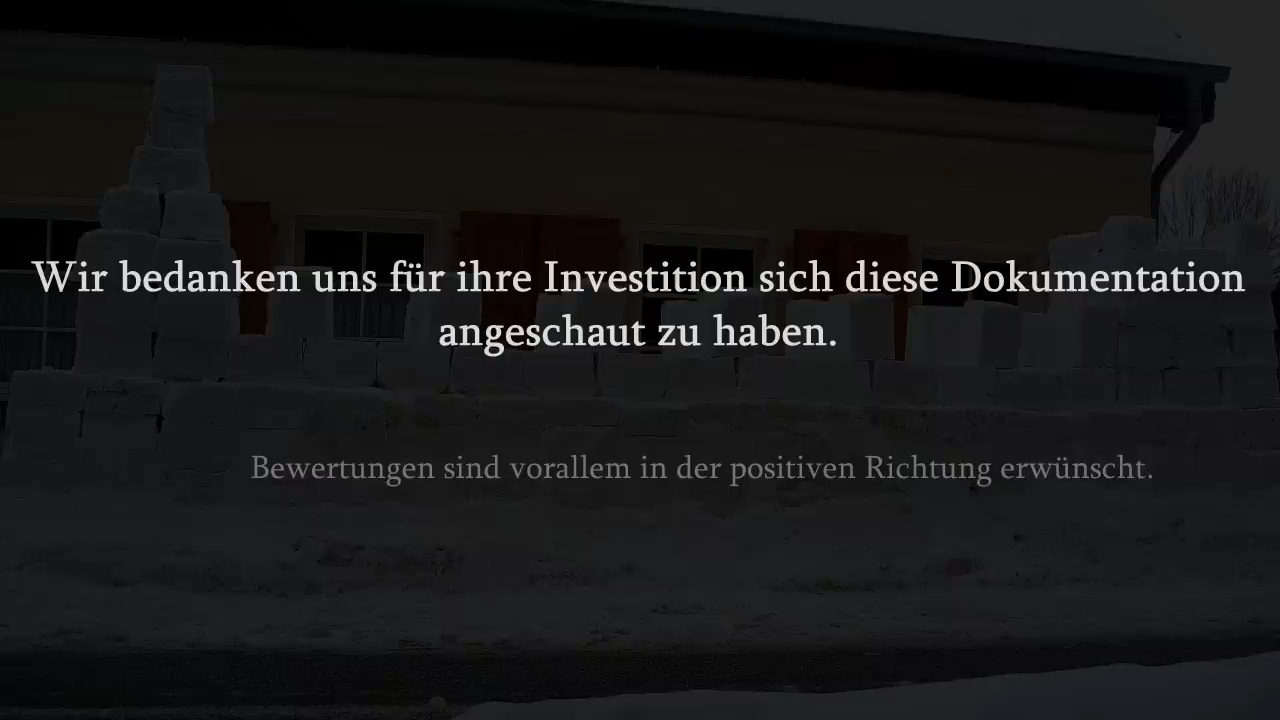 Wir bedanken uns für ihre Investition sich diese Dokumentation
angeschaut zu haben.
Bewertungen sind vorallem in der positiven Richtung erwünscht.